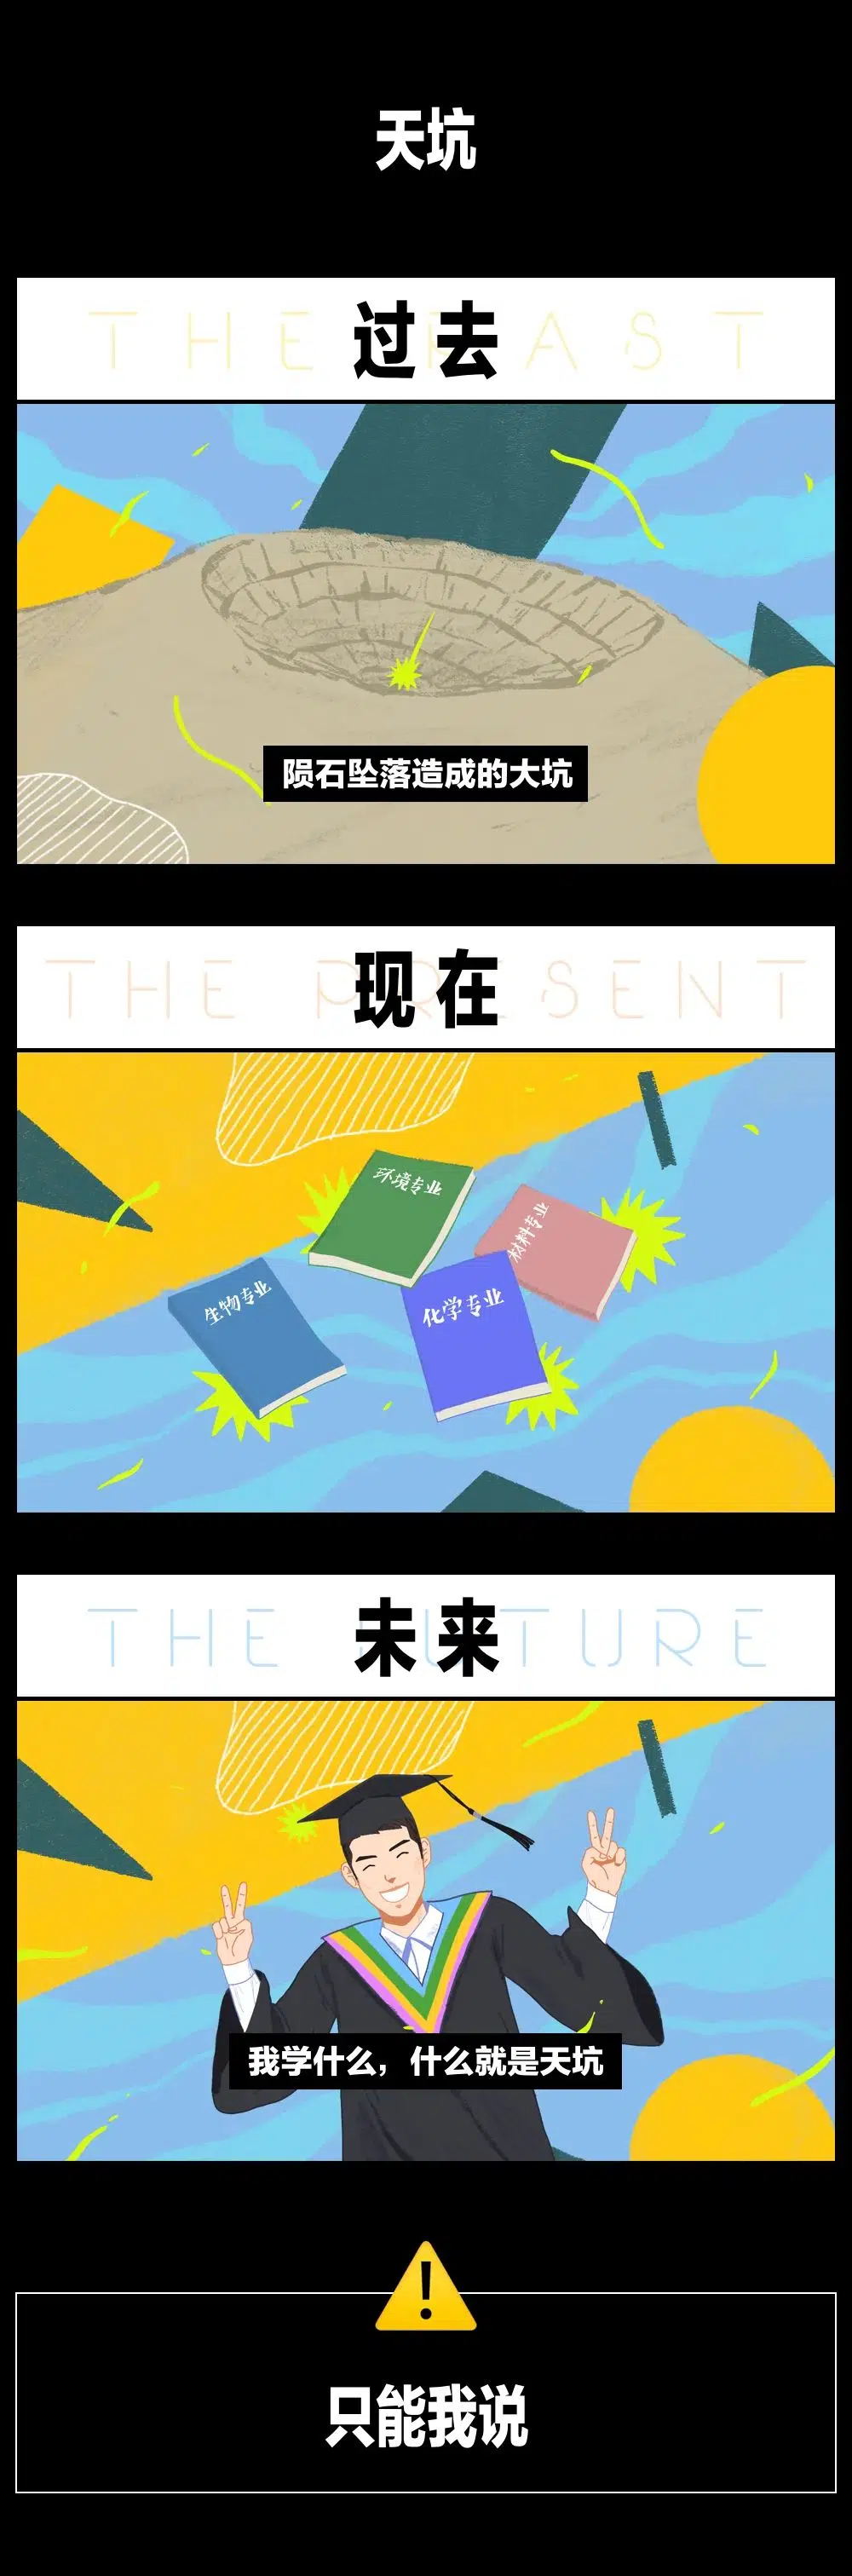 天坑
THE PAST
过去
陨石坠落造成的大坑
THE PRESENT
现在
环境专业
材料专业
生物专业
化学专业
THE FUTURE
未来
我学什么，什么就是天坑
只能我说